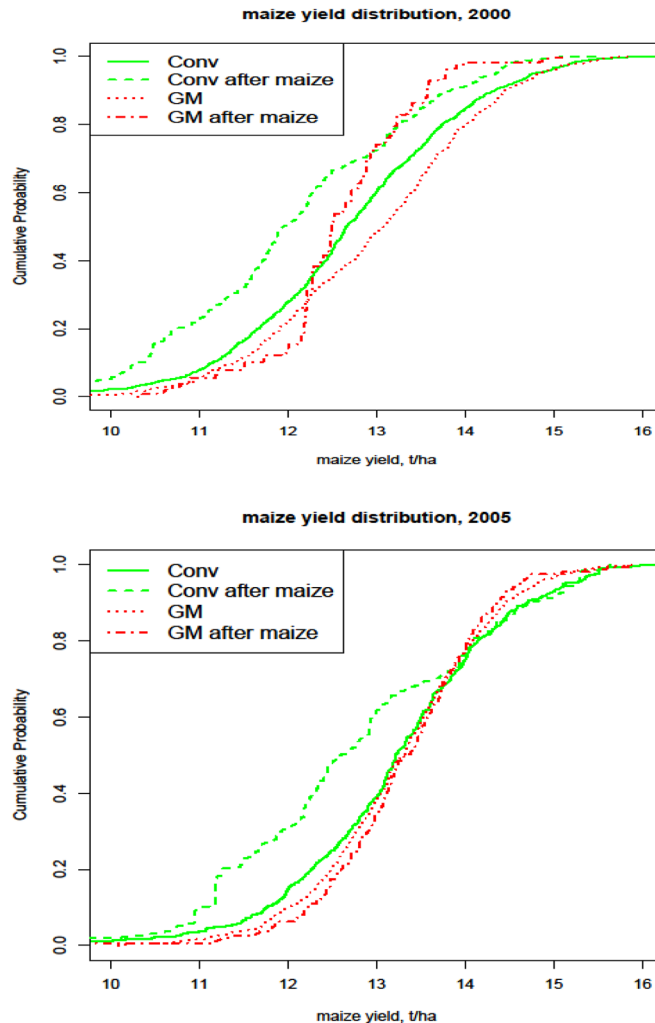 maize yield distribution, 2000
Cumulative Probability
1.0
0.8
0.6
0.4
0.2
0.0
Conv
Conv after maize
GM
GM after maize
10 11 12 13 14 15 16
maize yield, t/ha
maize yield distribution, 2005
Cumulative Probability
1.0
0.8
0.6
0.4
0.2
0.0
Conv
Conv after maize
GM
GM after maize
10 11 12 13 14 15 16
maize yield, t/ha